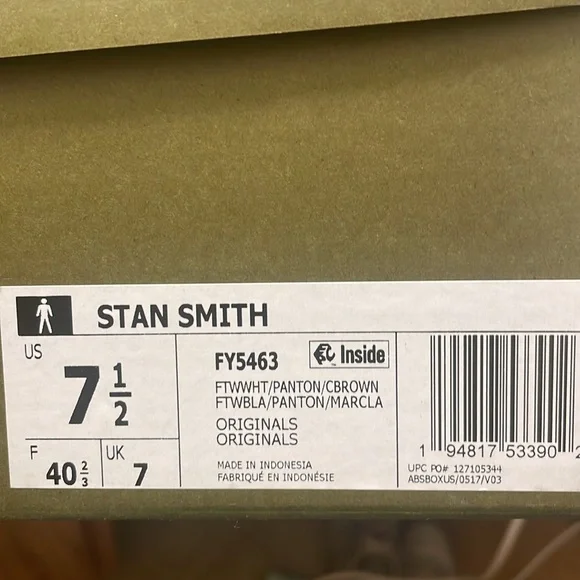 STAN SMITH
US
7 1/2
F
40 2/3
UK
7
FY5463
Inside
FTWWHT/PANTON/CBROWN
FTWBLA/PANTON/MARCLA
ORIGINALS
ORIGINALS
MADE IN INDONESIA
FABRIQUÉ EN INDONÉSIE
1 94817 53390 2
UPC PO# 127105344
ABSBOXUS/0517/V03